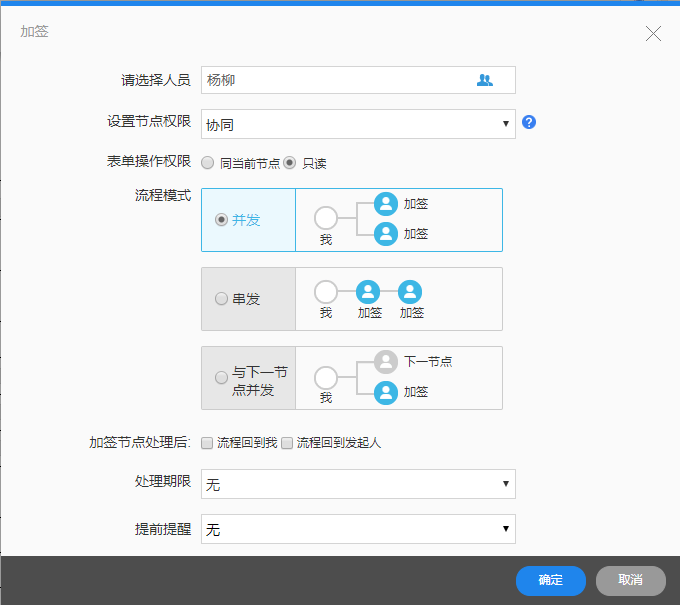 加签
请选择人员 杨柳
设置节点权限 协同 ?
表单操作权限 同当前节点 只读
流程模式
并发 我 加签 加签
串发 我 加签 加签
与下一节点并发 我 下一节点 加签
加签节点处理后: 流程回到我 流程回到发起人
处理期限 无
提前提醒 无
确定 取消